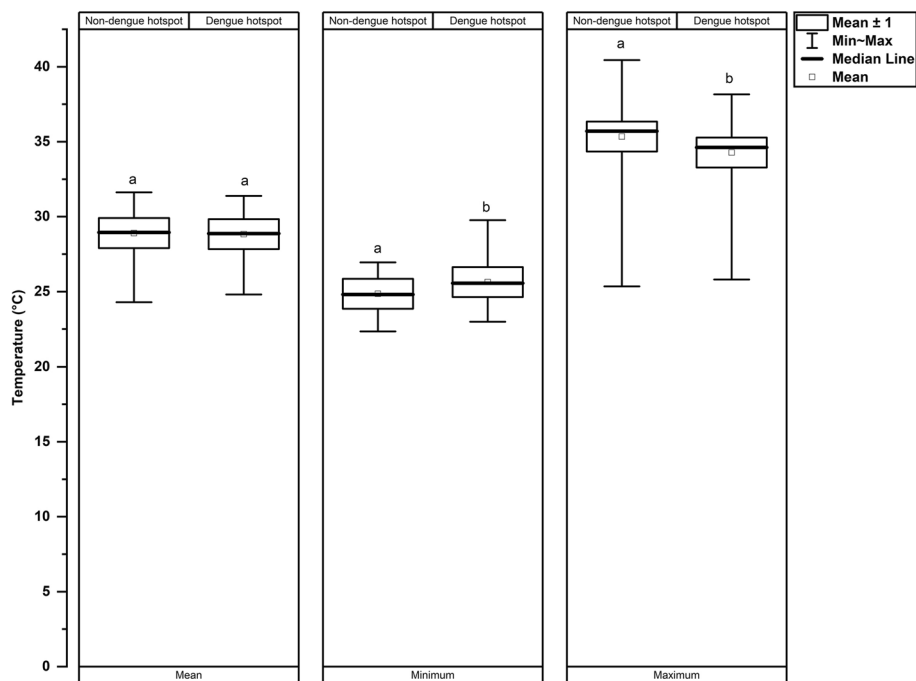 Non-dengue hotspot Dengue hotspot Non-dengue hotspot Dengue hotspot Non-dengue hotspot Dengue hotspot
Mean ± 1
Min~Max
Median Line
Mean
a a a b a b
Temperature (°C)
40
35
30
25
20
15
10
5
0
Mean Minimum Maximum